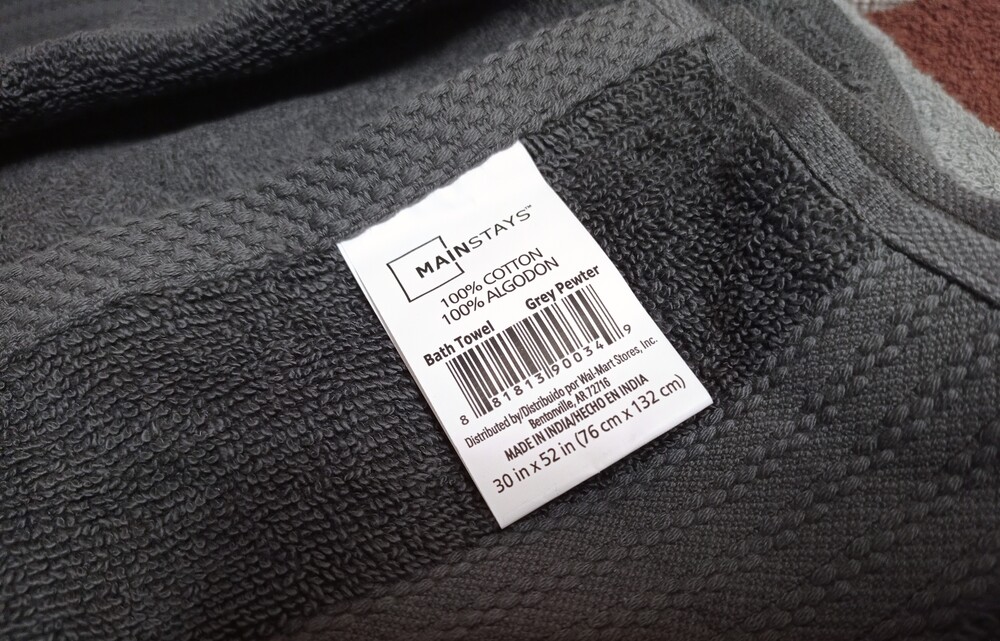 MAINSTAYS™
100% COTTON
100% ALGODON
Bath Towel Grey Pewter
8 81813 90034 9
Distributed by/Distribuido por Wal-Mart Stores, Inc.
Bentonville, AR 72716
MADE IN INDIA/HECHO EN INDIA
30 in x 52 in (76 cm x 132 cm)